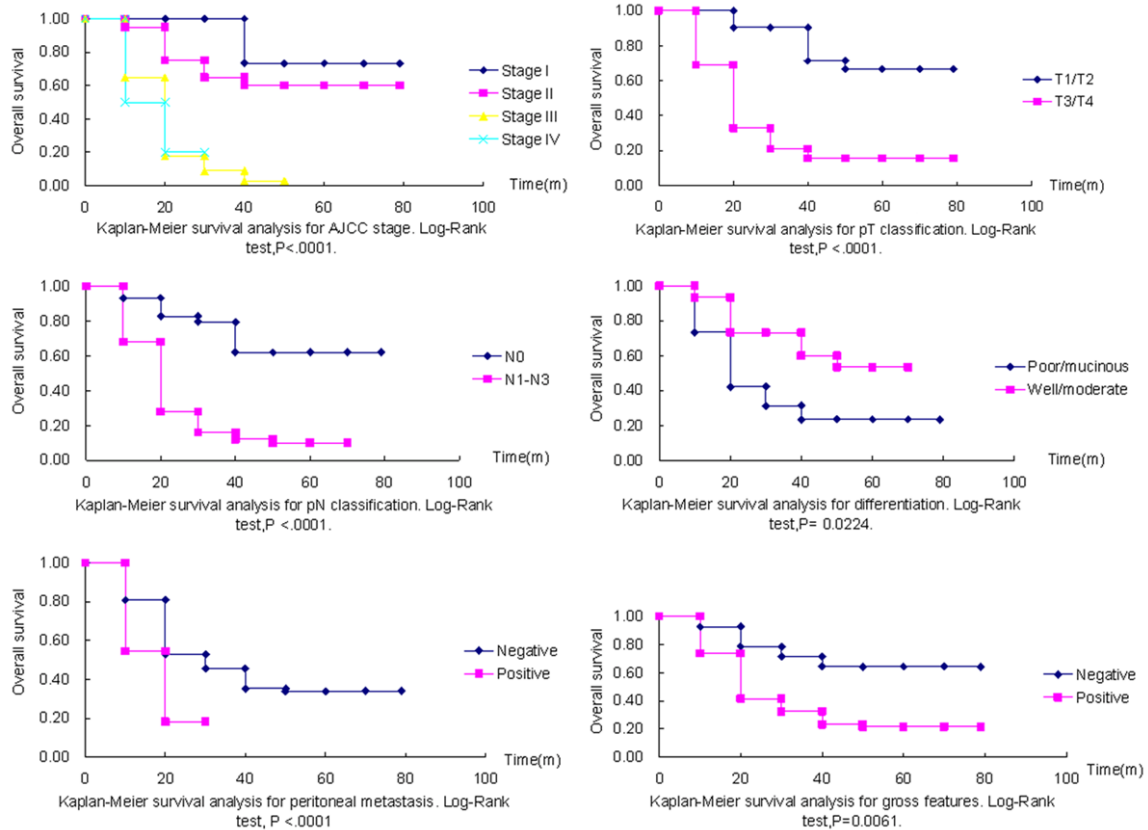 1.00
0.80
0.60
0.40
0.20
0.00
Overall survival
0 20 40 60 80 100
Time(m)
Stage I
Stage II
Stage III
Stage IV
Kaplan-Meier survival analysis for AJCC stage. Log-Rank
test,P<.0001.
1.00
0.80
0.60
0.40
0.20
0.00
Overall survival
0 20 40 60 80 100
Time(m)
T1/T2
T3/T4
Kaplan-Meier survival analysis for pT classification. Log-Rank
test,P <.0001.
1.00
0.80
0.60
0.40
0.20
0.00
Overall survival
0 20 40 60 80 100
Time(m)
N0
N1-N3
Kaplan-Meier survival analysis for pN classification. Log-Rank
test,P <.0001.
1.00
0.80
0.60
0.40
0.20
0.00
Overall survival
0 20 40 60 80 100
Time(m)
Poor/mucinous
Well/moderate
Kaplan-Meier survival analysis for differentiation. Log-Rank
test,P= 0.0224.
1.00
0.80
0.60
0.40
0.20
0.00
Overall survival
0 20 40 60 80 100
Time(m)
Negative
Positive
Kaplan-Meier survival analysis for peritoneal metastasis. Log-Rank
test, P <.0001
1.00
0.80
0.60
0.40
0.20
0.00
Overall survival
0 20 40 60 80 100
Time(m)
Negative
Positive
Kaplan-Meier survival analysis for gross features. Log-Rank
test,P=0.0061.